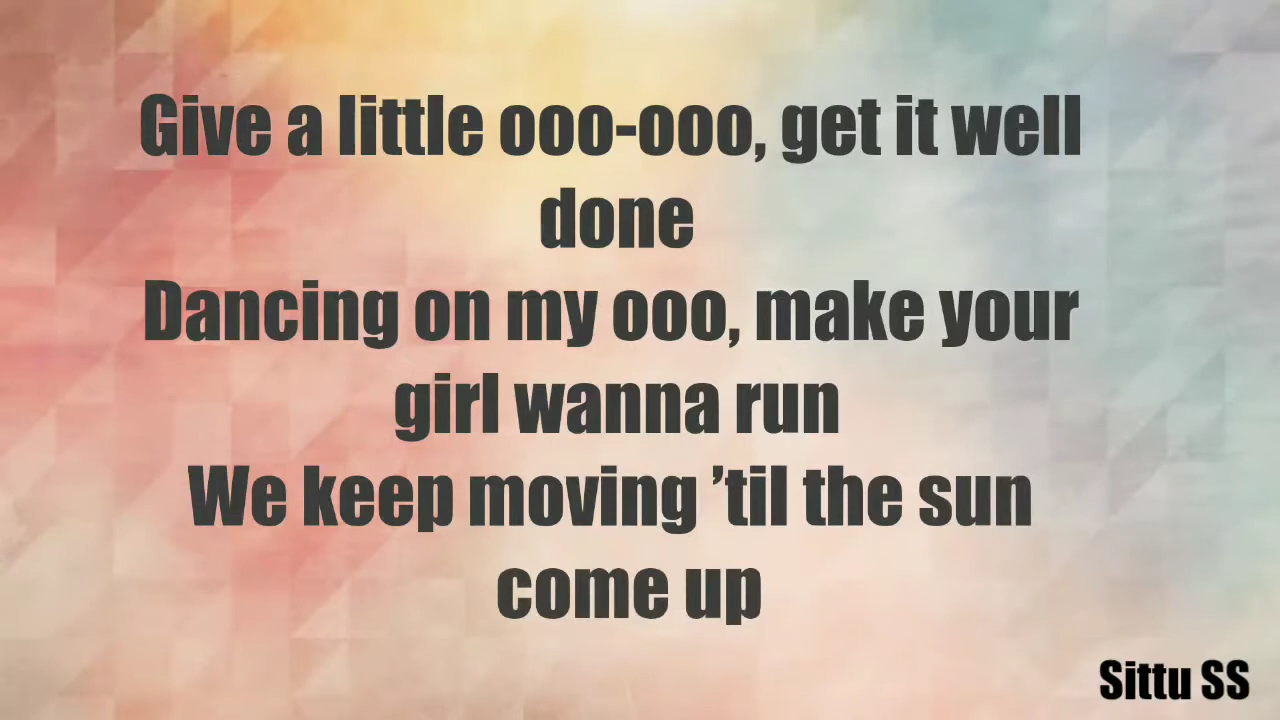 Give a little ooo-ooo, get it well
done
Dancing on my ooo, make your
girl wanna run
We keep moving ’til the sun
come up
Sittu SS